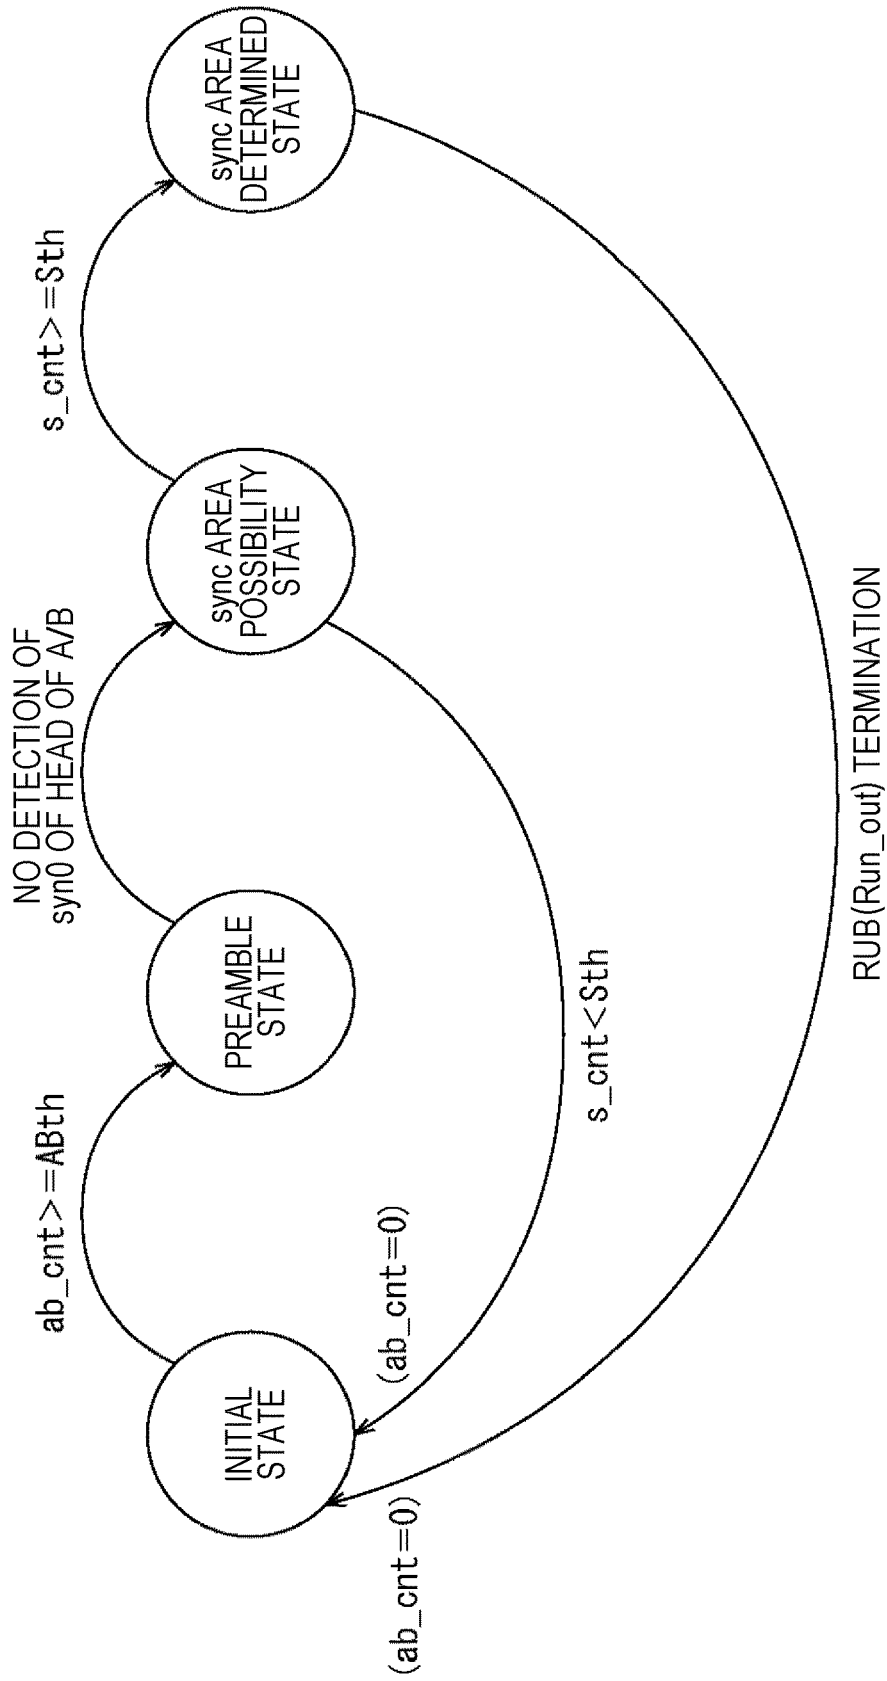 NO DETECTION OF
syn0 OF HEAD OF A/B
ab_cnt>=ABth
s_cnt>=Sth
INITIAL
STATE
PREAMBLE
STATE
sync AREA
POSSIBILITY
STATE
sync AREA
DETERMINED
STATE
(ab_cnt=0)
(ab_cnt=0)
s_cnt<Sth
RUB(Run_out) TERMINATION